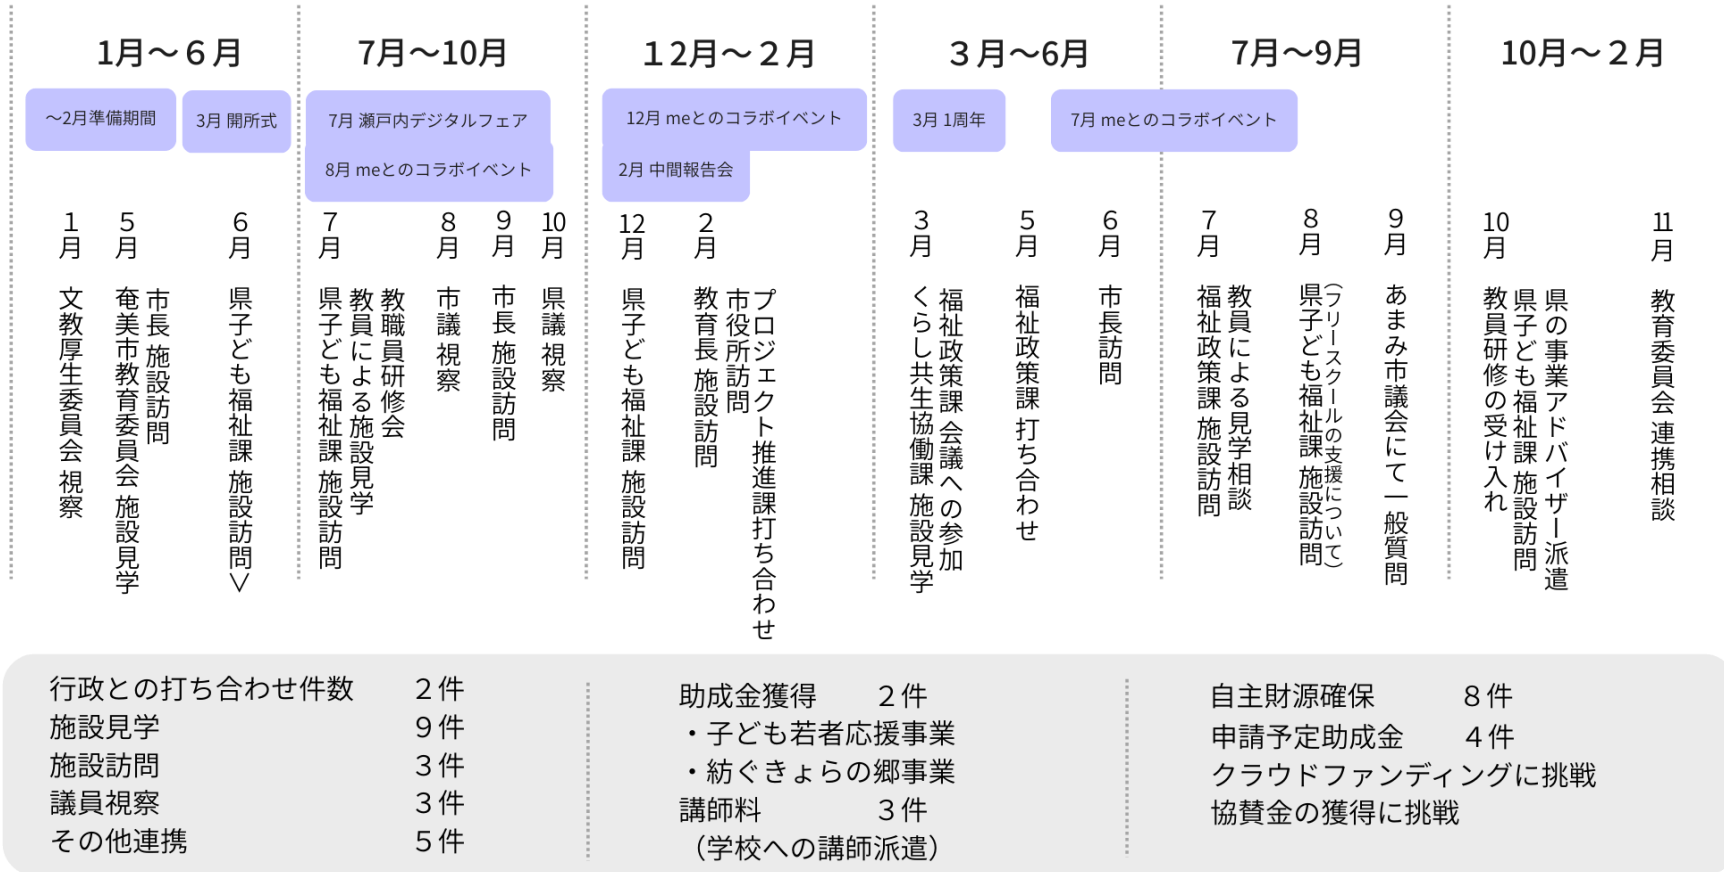 1月～６月
7月～10月
１2月～２月
３月～6月
7月～9月
10月～２月
～2月準備期間
3月 開所式
7月 瀬戸内デジタルフェア
8月 meとのコラボイベント
12月 meとのコラボイベント
2月 中間報告会
3月 1周年
7月 meとのコラボイベント
1月 文教厚生委員会 視察
5月 奄美市教育委員会 施設見学
市長 施設訪問
6月 県子ども福祉課 施設訪問＞
7月 県子ども福祉課 施設訪問
教員による施設見学
教職員研修会
8月 市議 視察
9月 市長 施設訪問
10月 県議 視察
12月 県子ども福祉課 施設訪問
2月 教育長 施設訪問
市役所訪問
プロジェクト推進課打ち合わせ
3月 くらし共生協働課 施設見学
福祉政策課 会議への参加
5月 福祉政策課 打ち合わせ
6月 市長訪問
7月 福祉政策課 施設訪問
教員による見学相談
8月 県子ども福祉課 施設訪問
（フリースクールの支援について）
9月 あまみ市議会にて一般質問
10月 教員研修の受け入れ
県子ども福祉課 施設訪問
県の事業アドバイザー派遣
11月 教育委員会 連携相談
行政との打ち合わせ件数 ２件
施設見学 ９件
施設訪問 ３件
議員視察 ３件
その他連携 ５件
助成金獲得 ２件
・子ども若者応援事業
・紡ぐきょらの郷事業
講師料 ３件
（学校への講師派遣）
自主財源確保 ８件
申請予定助成金 ４件
クラウドファンディングに挑戦
協賛金の獲得に挑戦